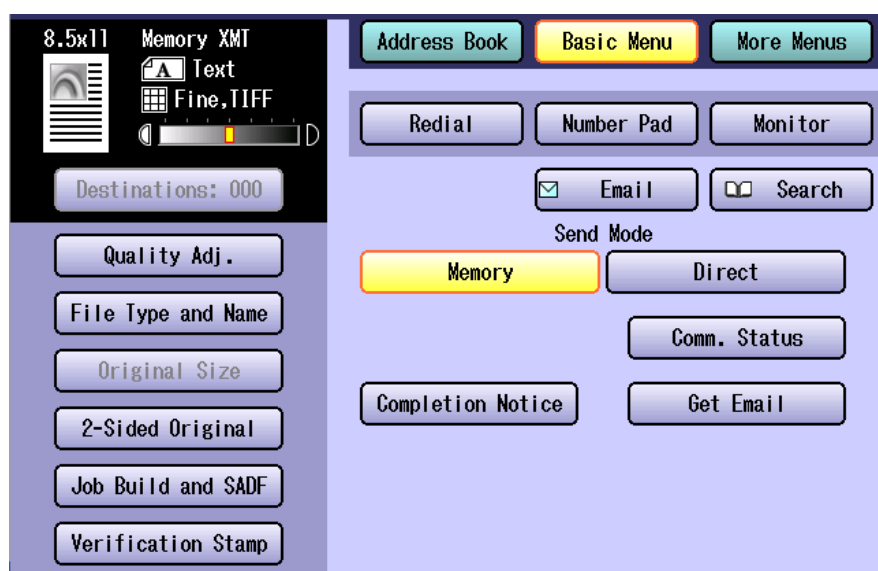 8.5x11 Memory XMT
A Text
Fine,TIFF
Destinations: 000
Quality Adj.
File Type and Name
Original Size
2-Sided Original
Job Build and SADF
Verification Stamp
Address Book Basic Menu More Menus
Redial Number Pad Monitor
Email Search
Send Mode
Memory Direct
Comm. Status
Completion Notice Get Email